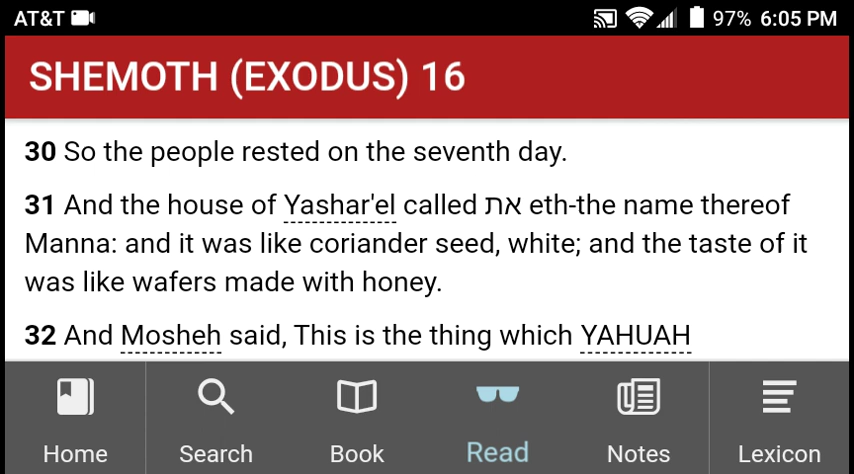 AT&T 97% 6:05 PM
SHEMOTH (EXODUS) 16
30 So the people rested on the seventh day.
31 And the house of Yashar'el called את eth-the name thereof
Manna: and it was like coriander seed, white; and the taste of it
was like wafers made with honey.
32 And Mosheh said, This is the thing which YAHUAH
Home Search Book Read Notes Lexicon